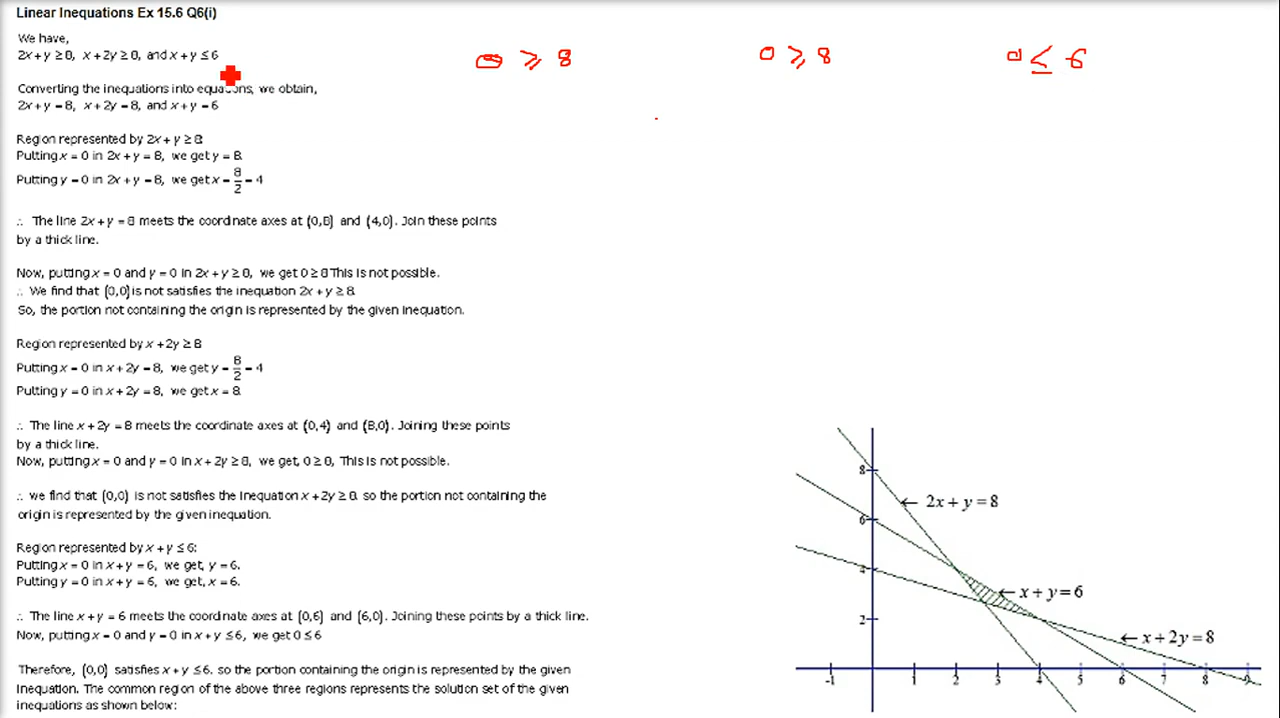 Linear Inequations Ex 15.6 Q6(i)
We have,
2x + y ≥ 8, x + 2y ≥ 8, and x + y ≤ 6
0 ≥ 8
0 ≥ 8
0 ≤ 6
Converting the inequations into equations, we obtain,
2x + y = 8, x + 2y = 8, and x + y = 6
Region represented by 2x + y ≥ 8
Putting x = 0 in 2x + y = 8, we get y = 8
Putting y = 0 in 2x + y = 8, we get x = 8/2 = 4
∴ The line 2x + y = 8 meets the coordinate axes at (0,8) and (4,0). Join these points
by a thick line.
Now, putting x = 0 and y = 0 in 2x + y ≥ 8, we get 0 ≥ 8 This is not possible.
∴ We find that (0,0) is not satisfies the inequation 2x + y ≥ 8.
So, the portion not containing the origin is represented by the given inequation.
Region represented by x + 2y ≥ 8
Putting x = 0 in x + 2y = 8, we get y = 8/2 = 4
Putting y = 0 in x + 2y = 8, we get x = 8.
∴ The line x + 2y = 8 meets the coordinate axes at (0,4) and (8,0). Joining these points
by a thick line.
Now, putting x = 0 and y = 0 in x + 2y ≥ 8, we get, 0 ≥ 8, This is not possible.
∴ we find that (0,0) is not satisfies the inequation x + 2y ≥ 8. so the portion not containing the
origin is represented by the given inequation.
Region represented by x + y ≤ 6:
Putting x = 0 in x + y = 6, we get, y = 6.
Putting y = 0 in x + y = 6, we get, x = 6.
∴ The line x + y = 6 meets the coordinate axes at (0,6) and (6,0). Joining these points by a thick line.
Now, putting x = 0 and y = 0 in x + y ≤ 6, we get 0 ≤ 6
Therefore, (0,0) satisfies x + y ≤ 6. so the portion containing the origin is represented by the given
inequation. The common region of the above three regions represents the solution set of the given
inequations as shown below:
8
2x + y = 8
6
4
x + y = 6
2
x + 2y = 8
-1 1 2 3 4 5 6 7 8 9